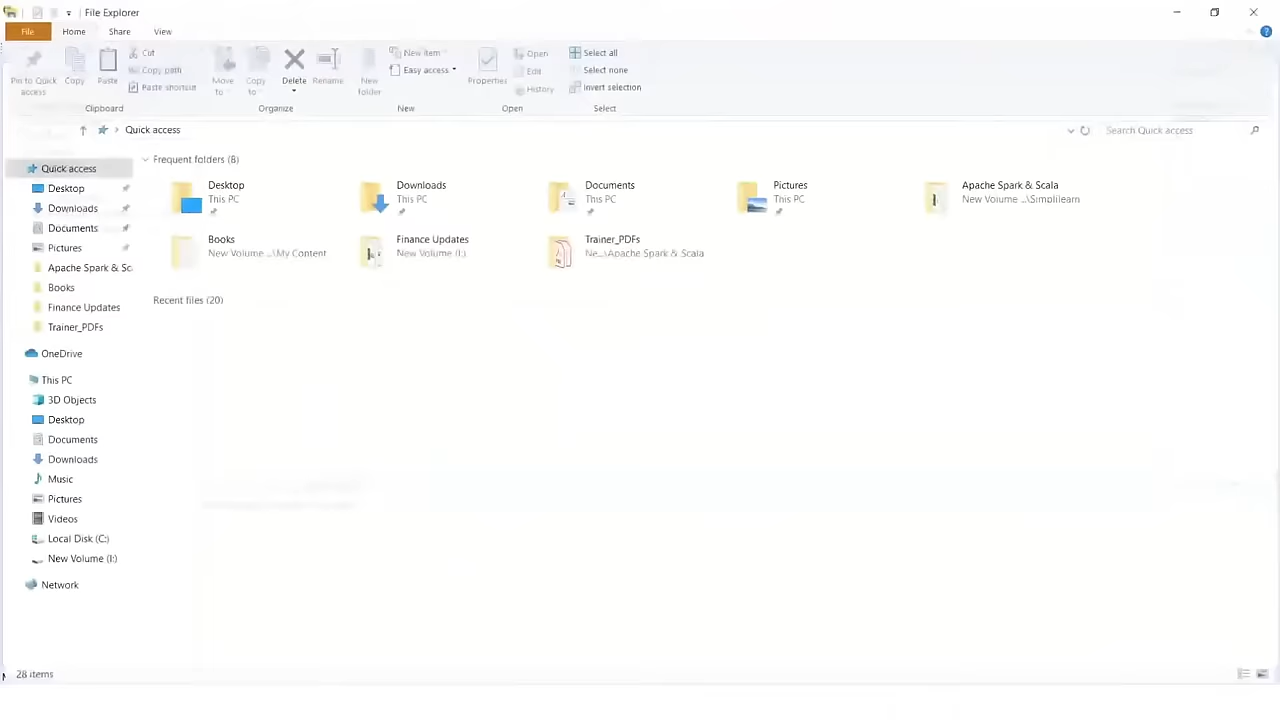 File Explorer
File Home Share View
Pin to Quick access
Copy
Paste
Cut
Copy path
Paste shortcut
Clipboard
Move to
Copy to
Delete
Rename
Organize
New folder
New item
Easy access
New
Properties
Open
Edit
History
Open
Select all
Select none
Invert selection
Select
Quick access
Search Quick access
Quick access
Desktop
Downloads
Documents
Pictures
Apache Spark & Sc
Books
Finance Updates
Trainer_PDFs
OneDrive
This PC
3D Objects
Desktop
Documents
Downloads
Music
Pictures
Videos
Local Disk (C:)
New Volume (I:)
Network
Frequent folders (8)
Desktop
This PC
Downloads
This PC
Documents
This PC
Pictures
This PC
Apache Spark & Scala
New Volume ...\Simplilearn
Books
New Volume ...\My Content
Finance Updates
New Volume (I:)
Trainer_PDFs
Ne...\Apache Spark & Scala
Recent files (20)
28 items